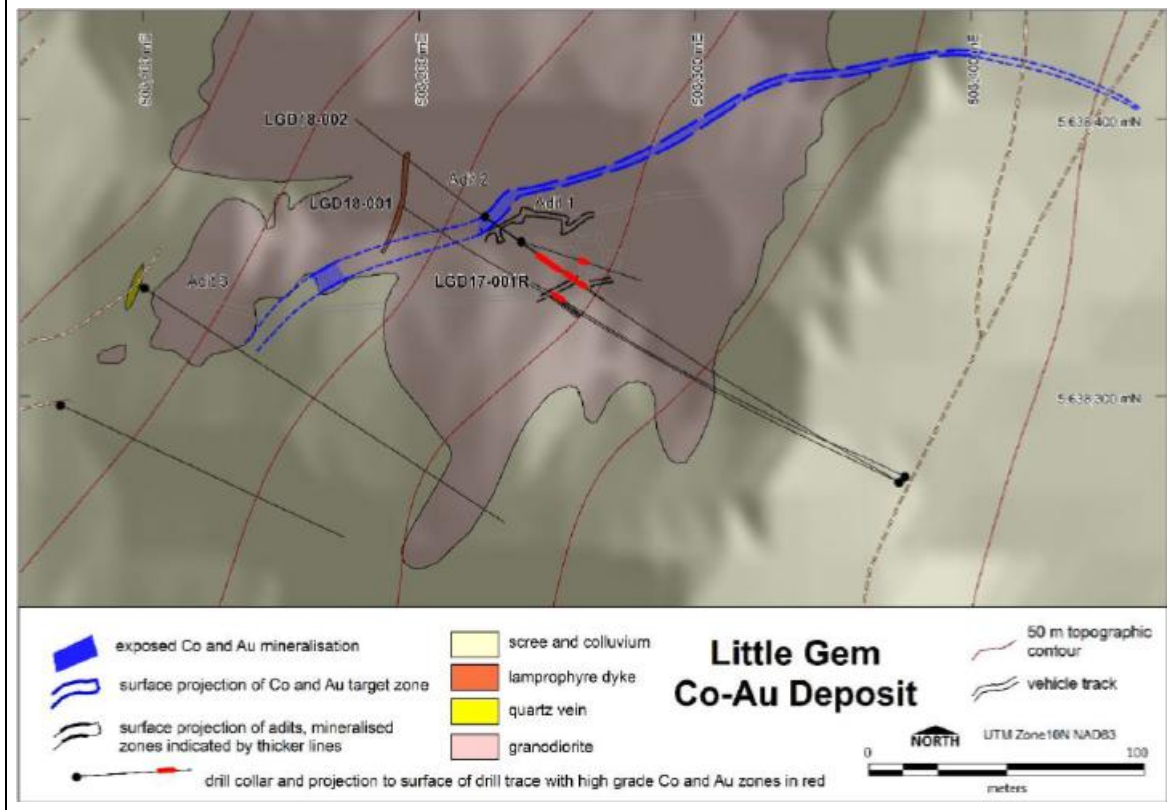 LGD18-002
5,638,400 mN
Adit 2
LGD18-001
Adit 1
Adit 3
LGD17-001R
5,638,300 mN
exposed Co and Au mineralisation
surface projection of Co and Au target zone
surface projection of adits, mineralised
zones indicated by thicker lines
drill collar and projection to surface of drill trace with high grade Co and Au zones in red
scree and colluvium
lamprophyre dyke
quartz vein
granodiorite
Little Gem
Co-Au Deposit
50 m topographic
contour
vehicle track
NORTH
UTM Zone10N NAD83
0
100
meters